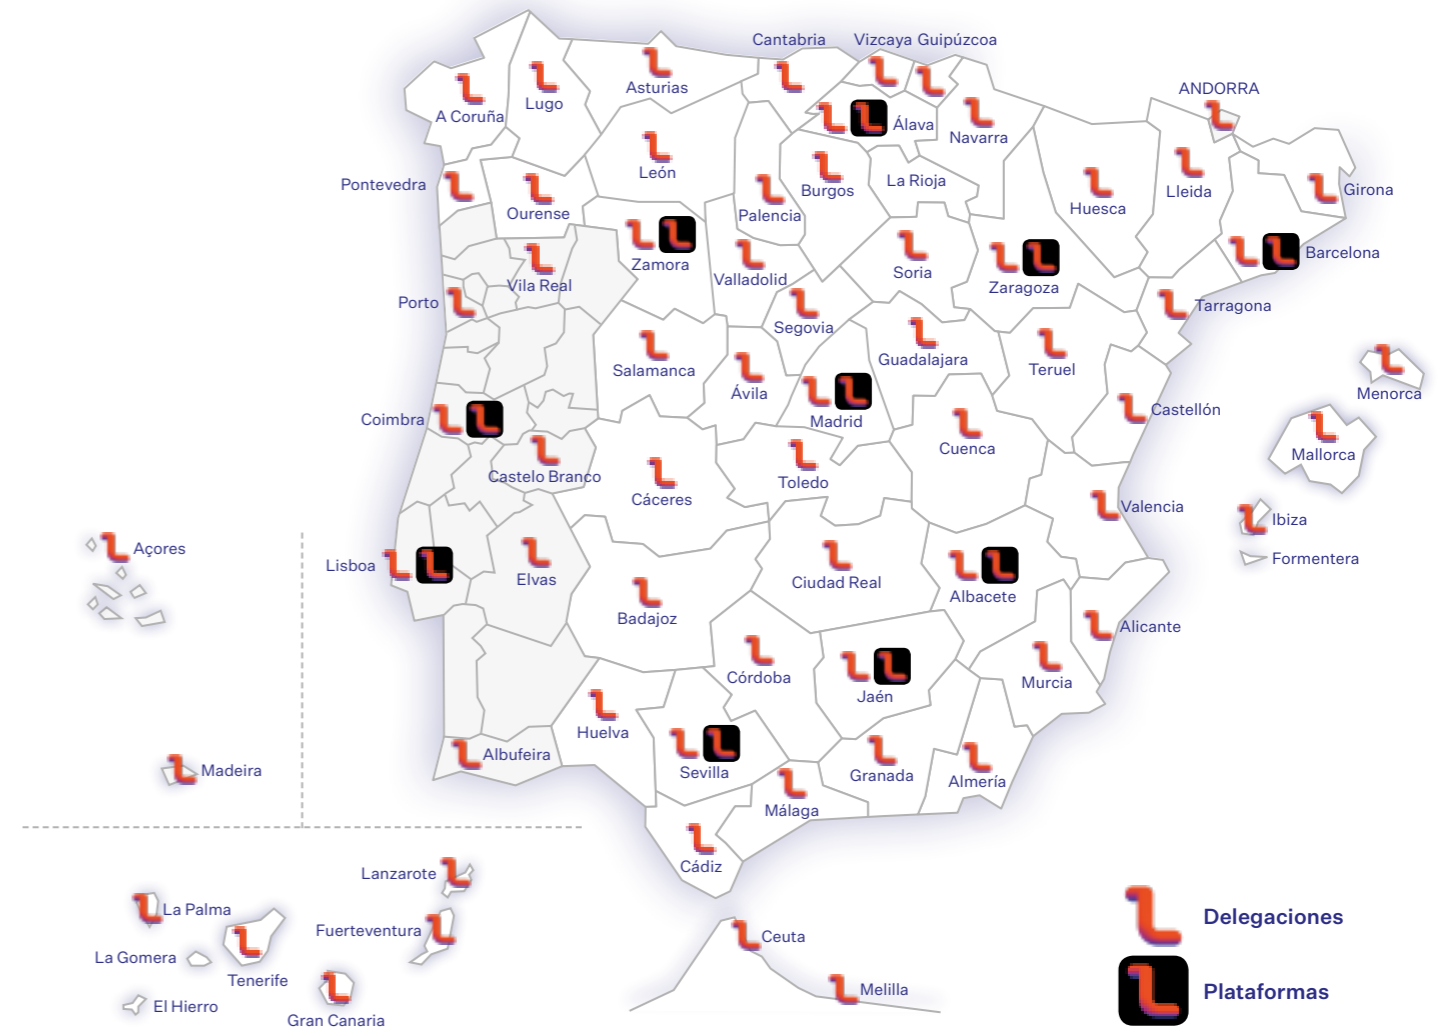 Cantabria
Vizcaya
Guipúzcoa
A Coruña
Lugo
Asturias
ANDORRA
Álava
Navarra
León
Pontevedra
Ourense
Palencia
Burgos
La Rioja
Huesca
Lleida
Girona
Zamora
Vila Real
Valladolid
Soria
Zaragoza
Barcelona
Porto
Segovia
Tarragona
Salamanca
Ávila
Guadalajara
Teruel
Menorca
Coimbra
Madrid
Castellón
Mallorca
Castelo Branco
Cáceres
Toledo
Cuenca
Valencia
Ibiza
Formentera
Açores
Lisboa
Elvas
Badajoz
Ciudad Real
Albacete
Alicante
Córdoba
Jaén
Murcia
Madeira
Albufeira
Huelva
Sevilla
Granada
Almería
Málaga
Cádiz
Lanzarote
La Palma
Fuerteventura
La Gomera
Tenerife
El Hierro
Gran Canaria
Ceuta
Melilla
Delegaciones
Plataformas